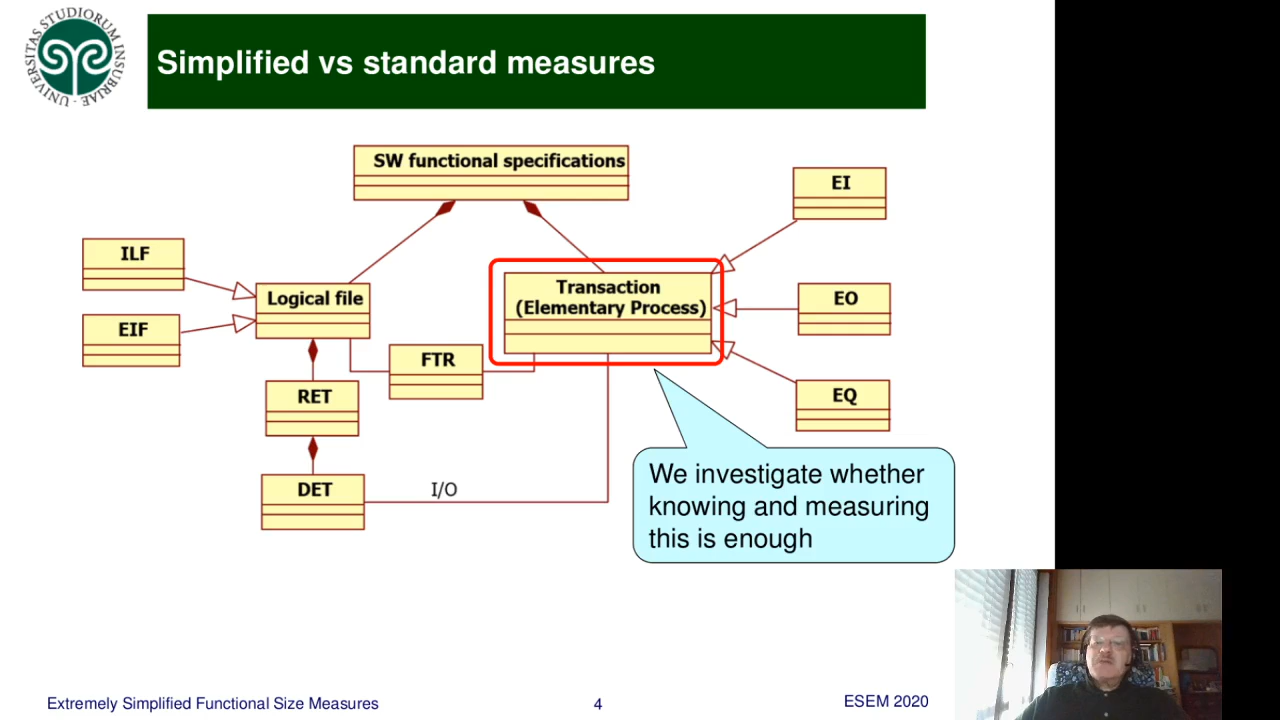 UNIVERSITAS STUDIORUM INSUBRIAE
Simplified vs standard measures
SW functional specifications
EI
ILF
Logical file
Transaction
(Elementary Process)
EO
EIF
FTR
RET
EQ
DET
I/O
We investigate whether
knowing and measuring
this is enough
Extremely Simplified Functional Size Measures
4
ESEM 2020